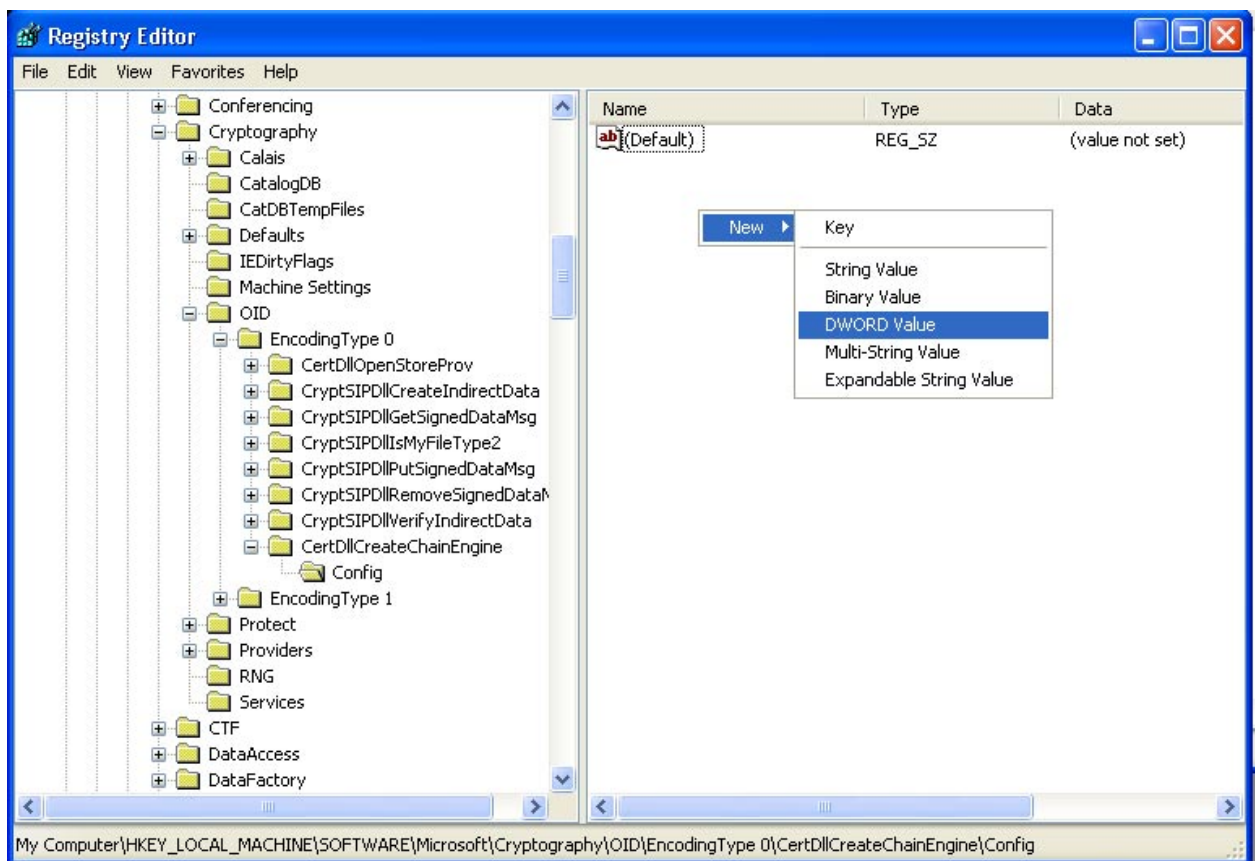 Registry Editor
File Edit View Favorites Help
Conferencing
Cryptography
Calais
CatalogDB
CatDBTempFiles
Defaults
IEDirtyFlags
Machine Settings
OID
EncodingType 0
CertDllOpenStoreProv
CryptSIPDllCreateIndirectData
CryptSIPDllGetSignedDataMsg
CryptSIPDllIsMyFileType2
CryptSIPDllPutSignedDataMsg
CryptSIPDllRemoveSignedDataM
CryptSIPDllVerifyIndirectData
CertDllCreateChainEngine
Config
EncodingType 1
Protect
Providers
RNG
Services
CTF
DataAccess
DataFactory
Name Type Data
ab (Default) REG_SZ (value not set)
New
Key
String Value
Binary Value
DWORD Value
Multi-String Value
Expandable String Value
My Computer\HKEY_LOCAL_MACHINE\SOFTWARE\Microsoft\Cryptography\OID\EncodingType 0\CertDllCreateChainEngine\Config